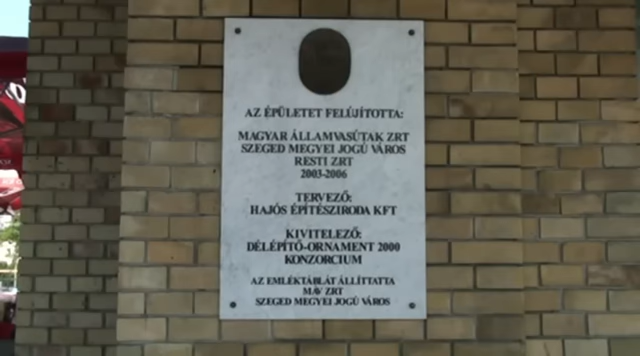 AZ ÉPÜLETET FELÚJÍTOTTA:
MAGYAR ÁLLAMVASÚTAK ZRT
SZEGED MEGYEI JOGÚ VÁROS
RESTI ZRT
2003-2006
TERVEZŐ:
HAJÓS ÉPÍTÉSZIRODA KFT
KIVITELEZŐ:
DÉLÉPÍTŐ-ORNAMENT 2000
KONZORCIUM
AZ EMLÉKTÁBLÁT ÁLLÍTTATTA
MÁV ZRT
SZEGED MEGYEI JOGÚ VÁROS